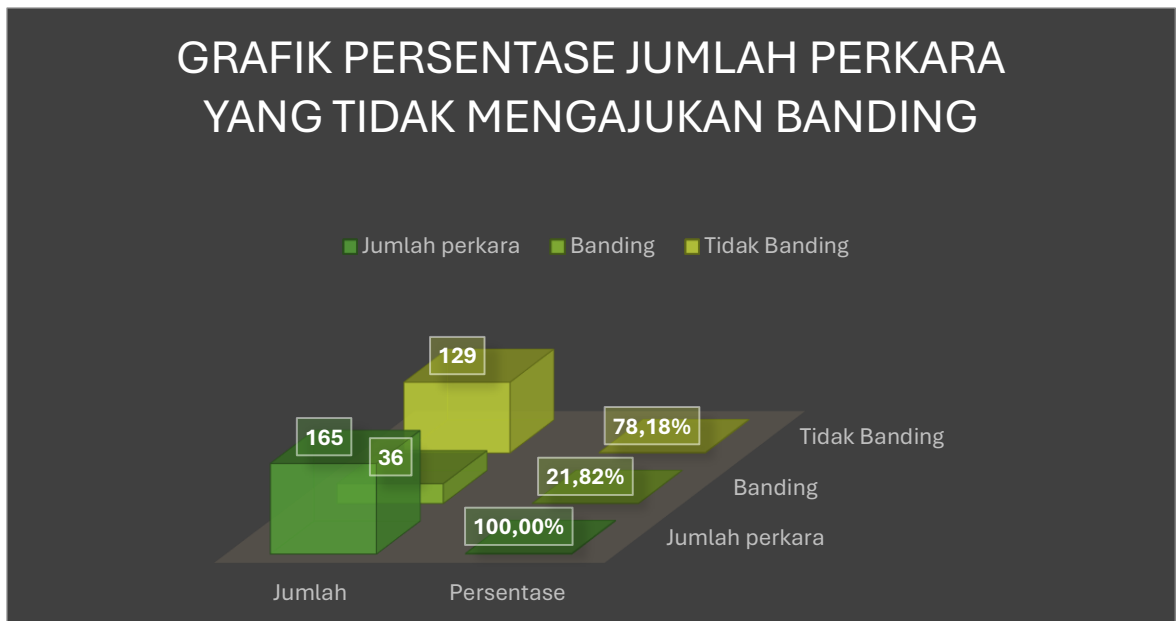 GRAFIK PERSENTASE JUMLAH PERKARA
YANG TIDAK MENGAJUKAN BANDING
Jumlah perkara Banding Tidak Banding
129
165
36
78,18%
21,82%
100,00%
Tidak Banding
Banding
Jumlah perkara
Jumlah Persentase